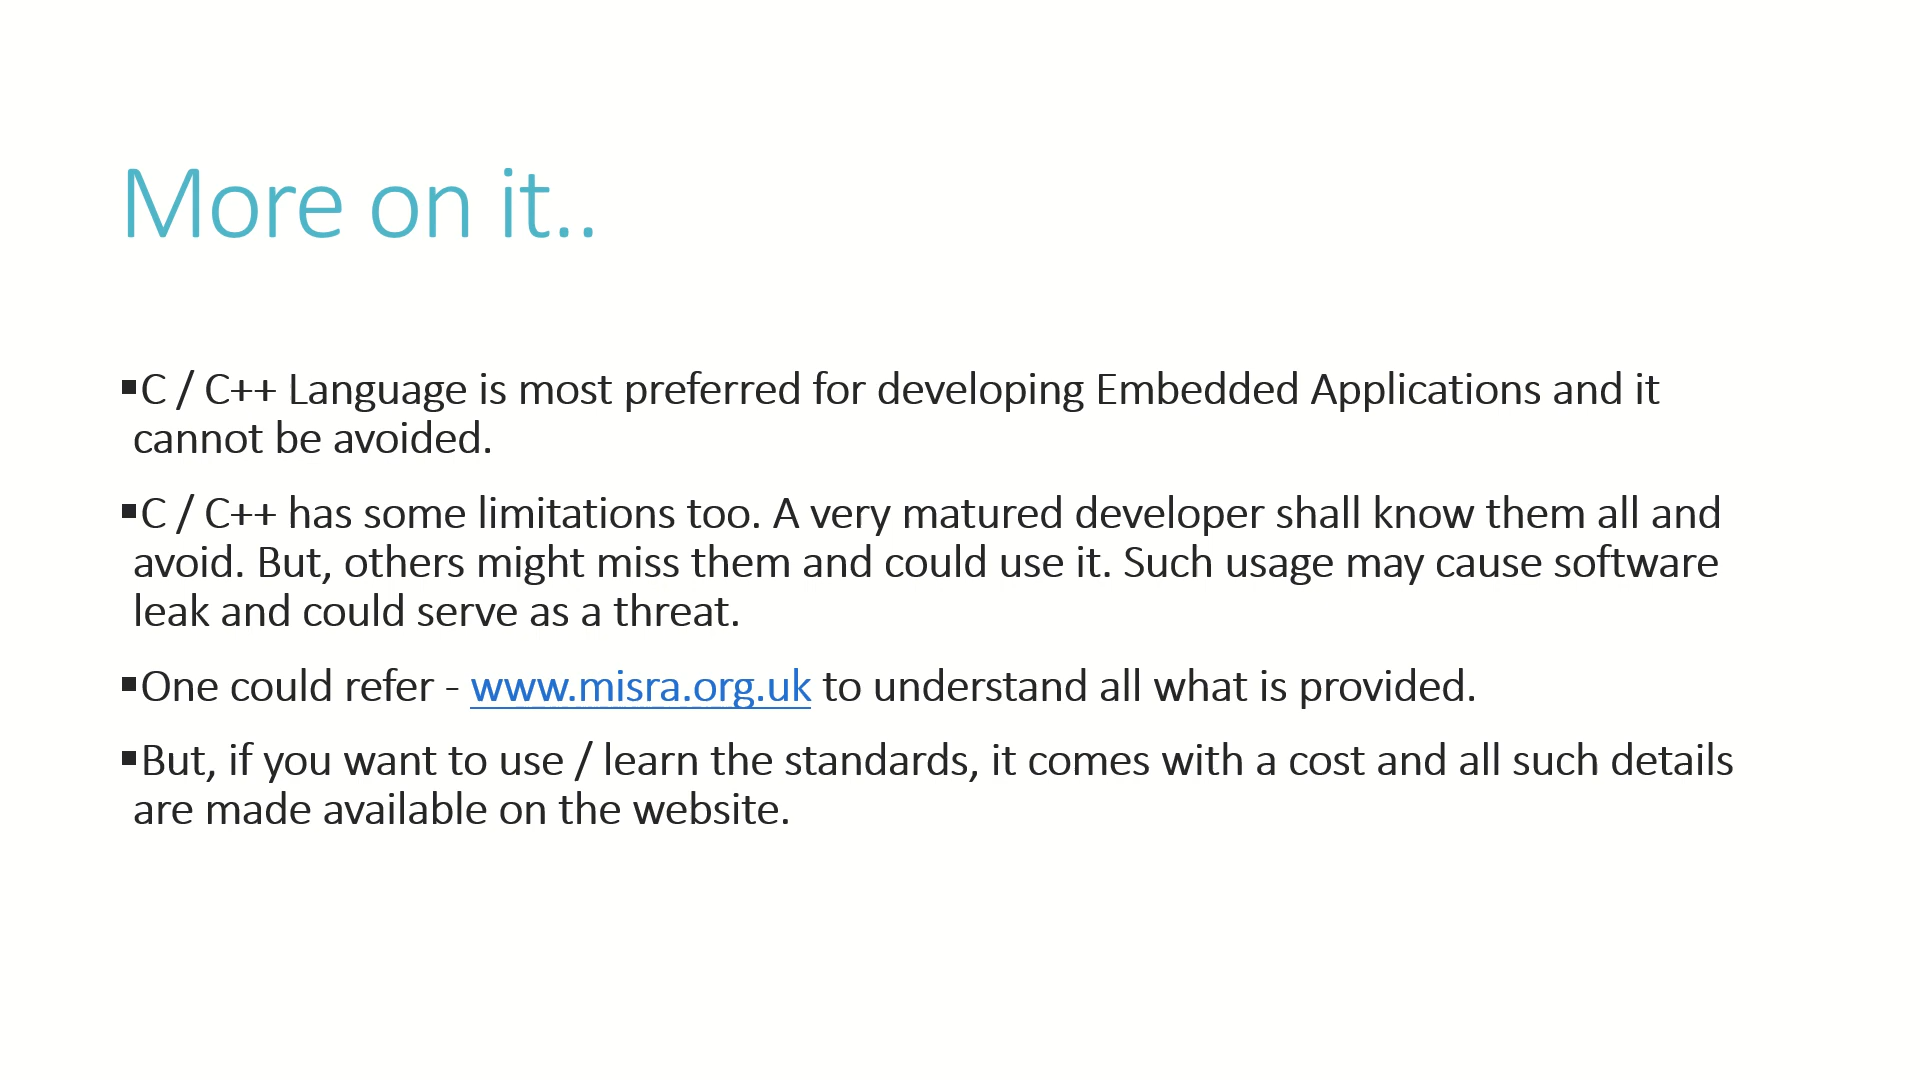 More on it..
▪C / C++ Language is most preferred for developing Embedded Applications and it
cannot be avoided.
▪C / C++ has some limitations too. A very matured developer shall know them all and
avoid. But, others might miss them and could use it. Such usage may cause software
leak and could serve as a threat.
▪One could refer - www.misra.org.uk to understand all what is provided.
▪But, if you want to use / learn the standards, it comes with a cost and all such details
are made available on the website.